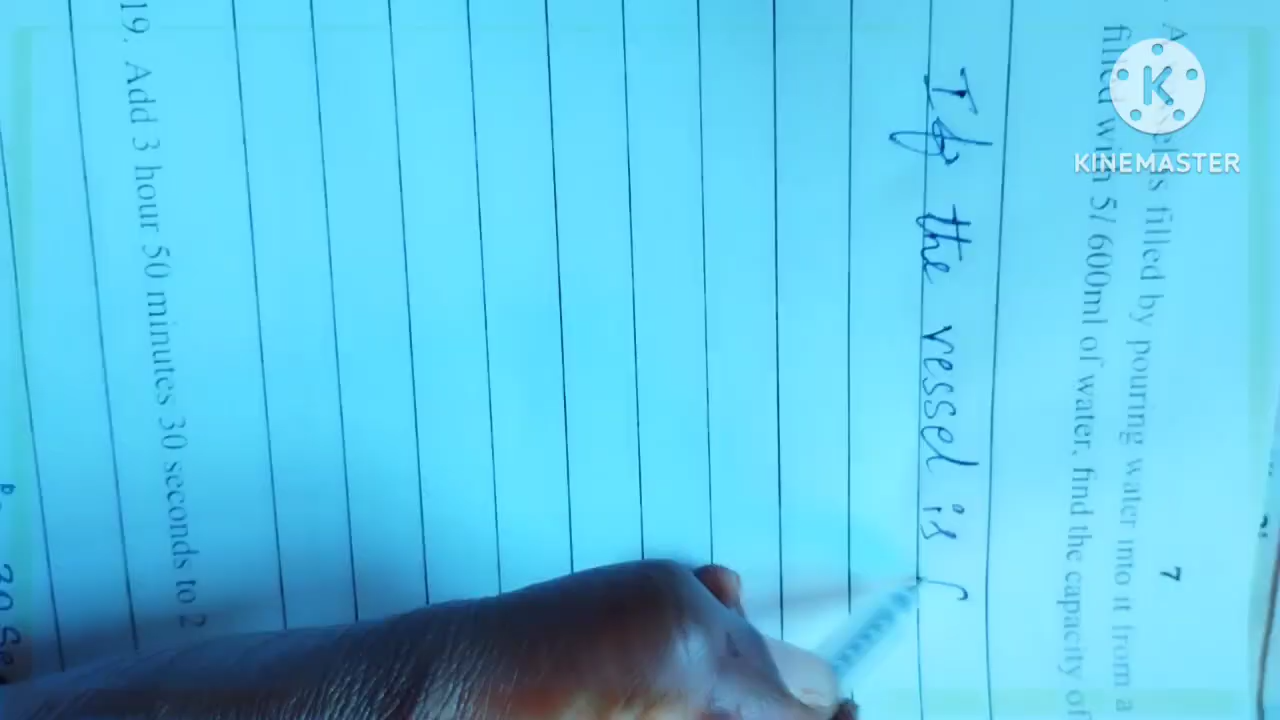 7
filled by pouring water into it from a
filled with 5l 600ml of water, find the capacity of
If the vessel is f
19. Add 3 hour 50 minutes 30 seconds to 2
KINEMASTER